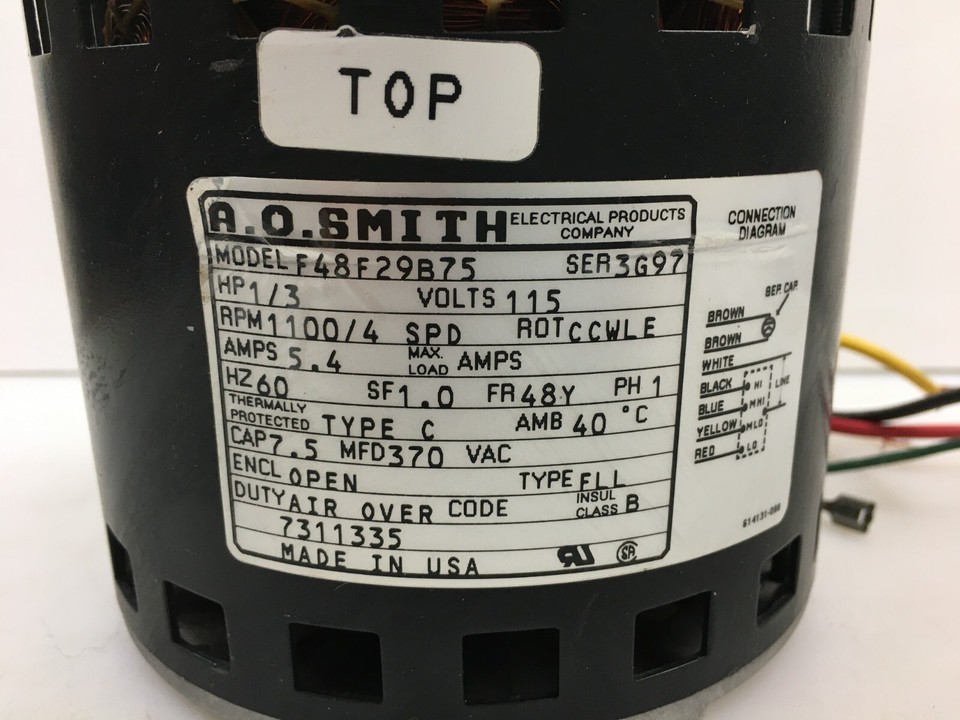 TOP
A.O.SMITH ELECTRICAL PRODUCTS COMPANY
MODEL F48F29B75 SER 3G97
HP 1/3 VOLTS 115
RPM 1100/4 SPD ROT CCWLE
AMPS 5.4 MAX. LOAD AMPS
HZ 60 SF 1.0 FR 48Y PH 1
THERMALLY PROTECTED TYPE C AMB 40 °C
CAP 7.5 MFD 370 VAC
ENCL OPEN TYPE FLL
DUTY AIR OVER CODE INSUL CLASS B
7311335
MADE IN USA
CONNECTION
DIAGRAM
SEP. CAP.
BROWN
BROWN
WHITE
BLACK HI LINE
BLUE MHI
YELLOW MLO
RED LO